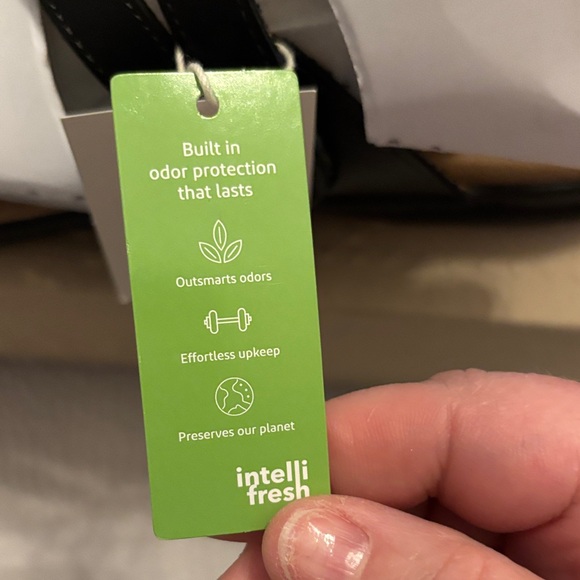 Built in
odor protection
that lasts
Outsmarts odors
Effortless upkeep
Preserves our planet
intelli
fresh